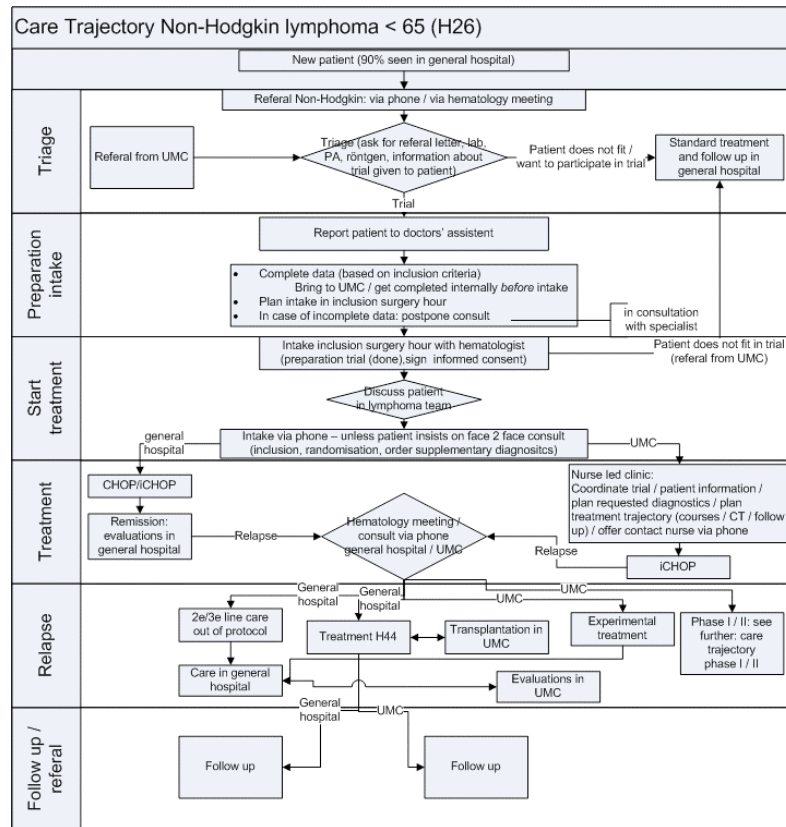 Care Trajectory Non-Hodgkin lymphoma < 65 (H26)
New patient (90% seen in general hospital)
Triage
Referal Non-Hodgkin: via phone / via hematology meeting
Referal from UMC
Triage (ask for referal letter, lab,
PA, röntgen, information about
trial given to patient)
Patient does not fit /
want to participate in trial
Standard treatment
and follow up in
general hospital
Trial
Preparation
intake
Report patient to doctors' assistent
• Complete data (based on inclusion criteria)
Bring to UMC / get completed internally before intake
• Plan intake in inclusion surgery hour
• In case of incomplete data: postpone consult
in consultation
with specialist
Start
treatment
Intake inclusion surgery hour with hematologist
(preparation trial (done),sign informed consent)
Patient does not fit in trial
(referal from UMC)
Discuss patient
in lymphoma team
Intake via phone – unless patient insists on face 2 face consult
(inclusion, randomisation, order supplementary diagnositcs)
general
hospital
UMC
Treatment
CHOP/iCHOP
Remission:
evaluations in
general hospital
Relapse
Hematology meeting /
consult via phone
general hospital / UMC
Relapse
Nurse led clinic:
Coordinate trial / patient information /
plan requested diagnostics / plan
treatment trajectory (courses / CT / follow
up) / offer contact nurse via phone
iCHOP
Relapse
General
hospital
General
hospital
UMC
UMC
2e/3e line care
out of protocol
Treatment H44
Transplantation in
UMC
Experimental
treatment
Phase I / II: see
further: care
trajectory
phase I / II
Care in general
hospital
Evaluations in
UMC
Follow up /
referal
General
hospital
UMC
Follow up
Follow up